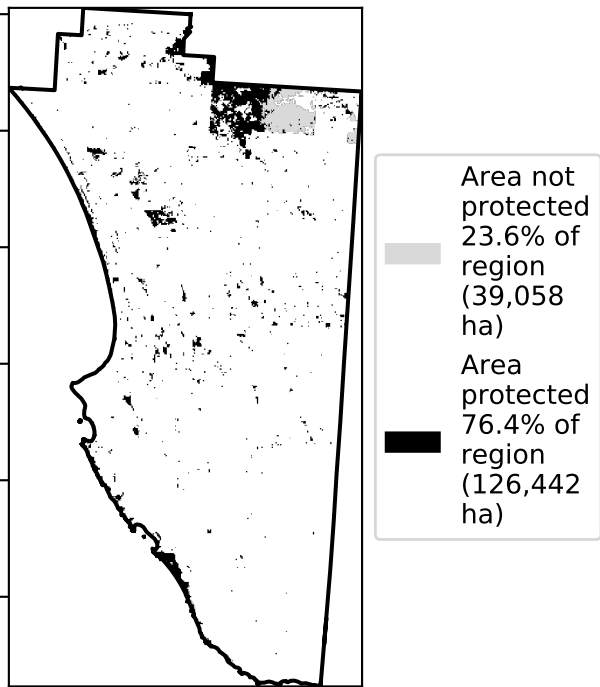 Area not
protected
23.6% of
region
(39,058
ha)
Area
protected
76.4% of
region
(126,442
ha)